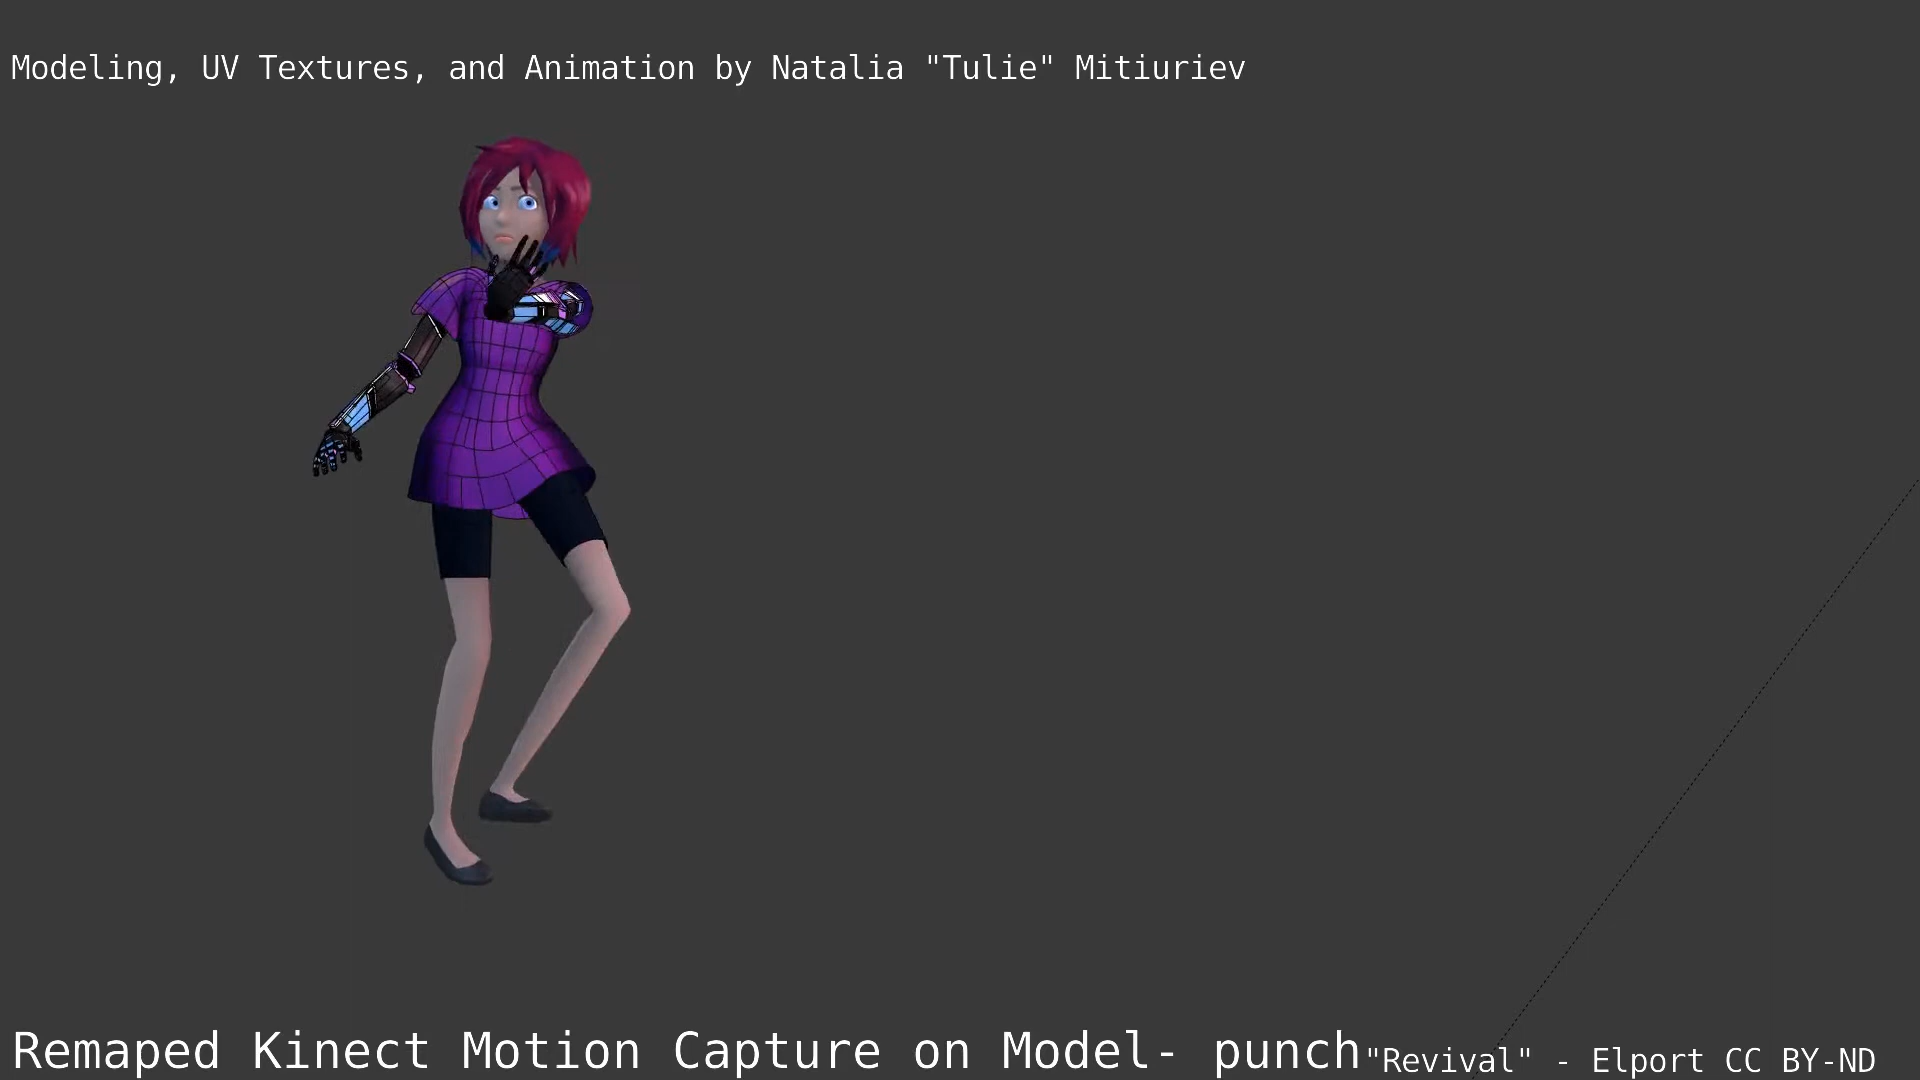 Modeling, UV Textures, and Animation by Natalia "Tulie" Mitiuriev
Remaped Kinect Motion Capture on Model- punch
"Revival" - Elport CC BY-ND